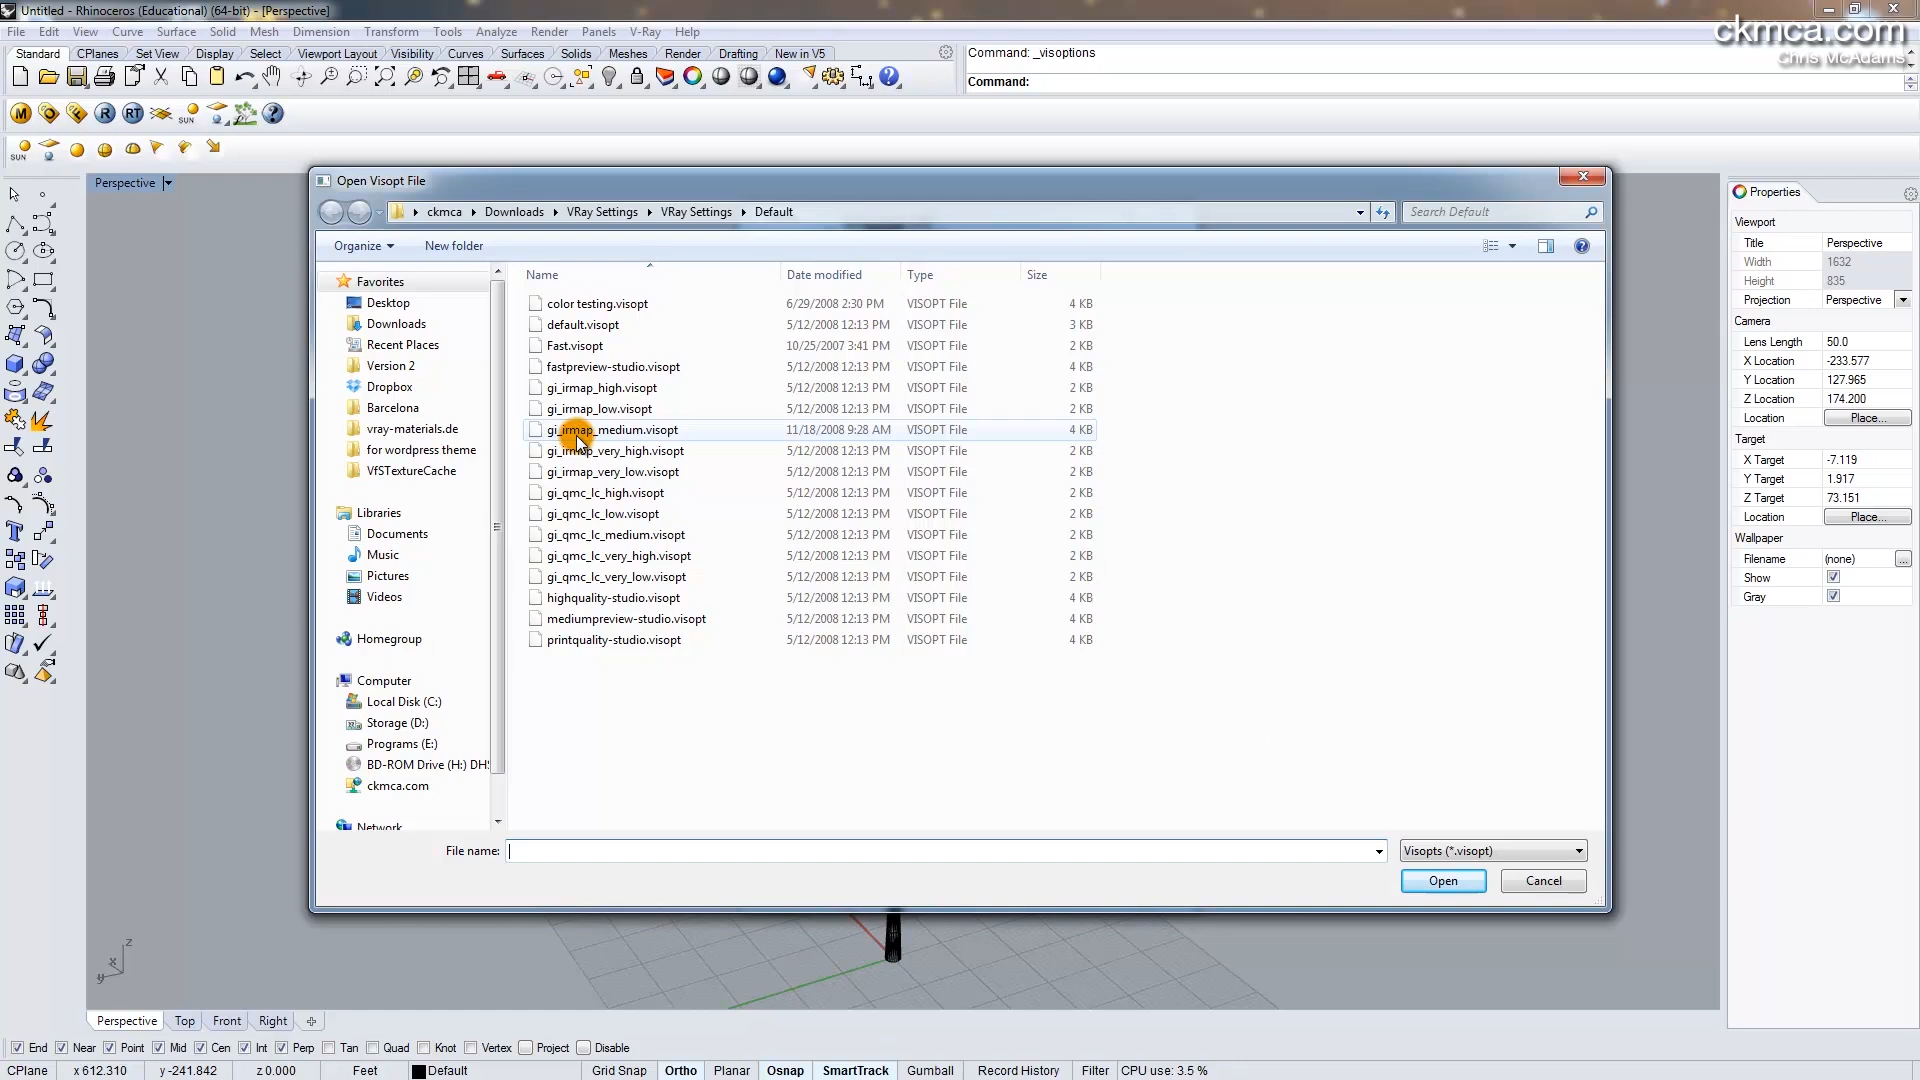 Untitled - Rhinoceros (Educational) (64-bit) - [Perspective]
File Edit View Curve Surface Solid Mesh Dimension Transform Tools Analyze Render Panels V-Ray Help
ckmca.com
Chris McAdams
Standard CPlanes Set View Display Select Viewport Layout Visibility Curves Surfaces Solids Meshes Render Drafting New in V5
Command: _visoptions
Command:
M O F R RT SUN
SUN
Perspective
Open Visopt File
ckmca Downloads VRay Settings VRay Settings Default
Search Default
Organize New folder
Name Date modified Type Size
Favorites
Desktop
Downloads
Recent Places
Version 2
Dropbox
Barcelona
vray-materials.de
for wordpress theme
VfSTextureCache
Libraries
Documents
Music
Pictures
Videos
Homegroup
Computer
Local Disk (C:)
Storage (D:)
Programs (E:)
BD-ROM Drive (H:) DH
ckmca.com
Network
color testing.visopt 6/29/2008 2:30 PM VISOPT File 4 KB
default.visopt 5/12/2008 12:13 PM VISOPT File 3 KB
Fast.visopt 10/25/2007 3:41 PM VISOPT File 2 KB
fastpreview-studio.visopt 5/12/2008 12:13 PM VISOPT File 4 KB
gi_irmap_high.visopt 5/12/2008 12:13 PM VISOPT File 2 KB
gi_irmap_low.visopt 5/12/2008 12:13 PM VISOPT File 2 KB
gi_irmap_medium.visopt 11/18/2008 9:28 AM VISOPT File 4 KB
gi_irmap_very_high.visopt 5/12/2008 12:13 PM VISOPT File 2 KB
gi_irmap_very_low.visopt 5/12/2008 12:13 PM VISOPT File 2 KB
gi_qmc_lc_high.visopt 5/12/2008 12:13 PM VISOPT File 2 KB
gi_qmc_lc_low.visopt 5/12/2008 12:13 PM VISOPT File 2 KB
gi_qmc_lc_medium.visopt 5/12/2008 12:13 PM VISOPT File 2 KB
gi_qmc_lc_very_high.visopt 5/12/2008 12:13 PM VISOPT File 2 KB
gi_qmc_lc_very_low.visopt 5/12/2008 12:13 PM VISOPT File 2 KB
highquality-studio.visopt 5/12/2008 12:13 PM VISOPT File 4 KB
mediumpreview-studio.visopt 5/12/2008 12:13 PM VISOPT File 4 KB
printquality-studio.visopt 5/12/2008 12:13 PM VISOPT File 4 KB
File name:
Visopts (*.visopt)
Open Cancel
Properties
Viewport
Title Perspective
Width 1632
Height 835
Projection Perspective
Camera
Lens Length 50.0
X Location -233.577
Y Location 127.965
Z Location 174.200
Location Place...
Target
X Target -7.119
Y Target 1.917
Z Target 73.151
Location Place...
Wallpaper
Filename (none) ...
Show
Gray
z
x
y
Perspective Top Front Right
End Near Point Mid Cen Int Perp Tan Quad Knot Vertex Project Disable
CPlane x 612.310 y -241.842 z 0.000 Feet Default Grid Snap Ortho Planar Osnap SmartTrack Gumball Record History Filter CPU use: 3.5 %